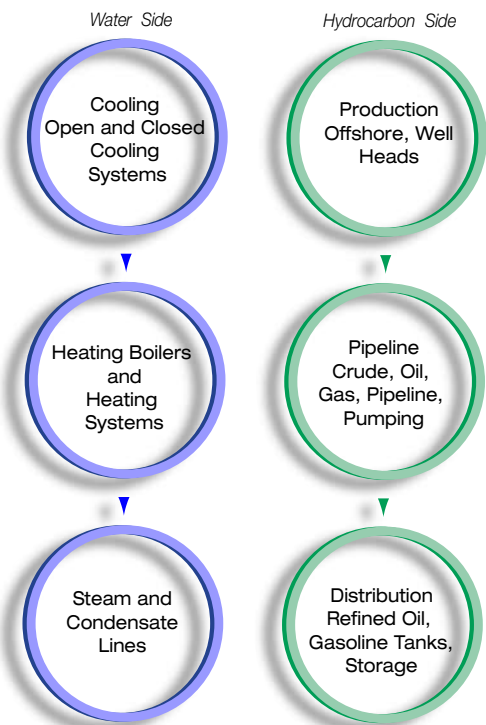 Water Side
Cooling
Open and Closed
Cooling
Systems
Heating Boilers
and
Heating
Systems
Steam and
Condensate
Lines
Hydrocarbon Side
Production
Offshore, Well
Heads
Pipeline
Crude, Oil,
Gas, Pipeline,
Pumping
Distribution
Refined Oil,
Gasoline Tanks,
Storage